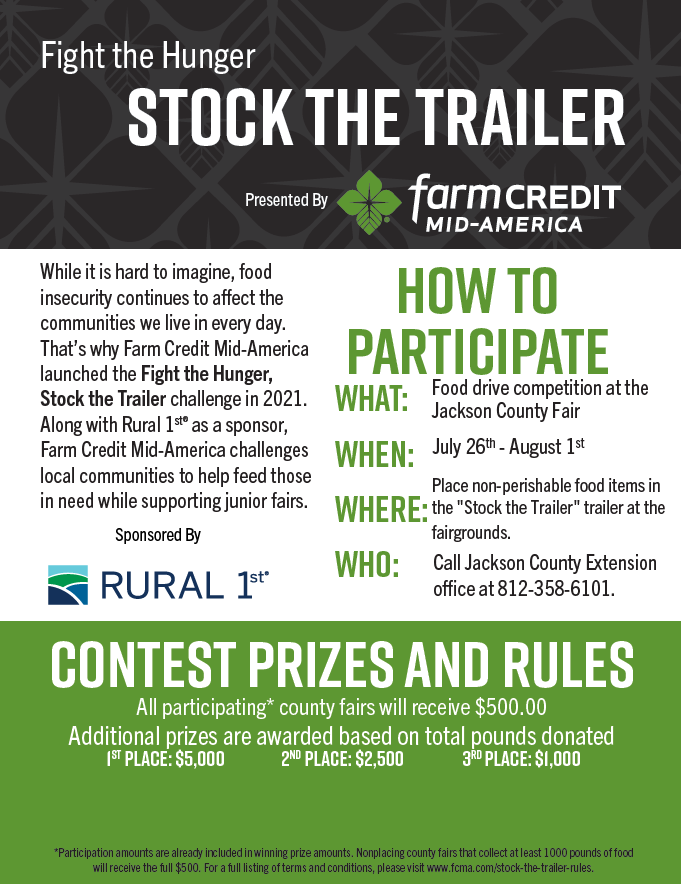 Fight the Hunger
STOCK THE TRAILER
Presented By
farm CREDIT
MID-AMERICA
While it is hard to imagine, food
insecurity continues to affect the
communities we live in every day.
That's why Farm Credit Mid-America
launched the Fight the Hunger,
Stock the Trailer challenge in 2021.
Along with Rural 1st® as a sponsor,
Farm Credit Mid-America challenges
local communities to help feed those
in need while supporting junior fairs.
Sponsored By
RURAL 1st®
HOW TO
PARTICIPATE
WHAT: Food drive competition at the
Jackson County Fair
WHEN: July 26th - August 1st
Place non-perishable food items in
WHERE: the "Stock the Trailer" trailer at the
fairgrounds.
WHO: Call Jackson County Extension
office at 812-358-6101.
CONTEST PRIZES AND RULES
All participating* county fairs will receive $500.00
Additional prizes are awarded based on total pounds donated
1ST PLACE: $5,000 2ND PLACE: $2,500 3RD PLACE: $1,000
*Participation amounts are already included in winning prize amounts. Nonplacing county fairs that collect at least 1000 pounds of food
will receive the full $500. For a full listing of terms and conditions, please visit www.fcma.com/stock-the-trailer-rules.